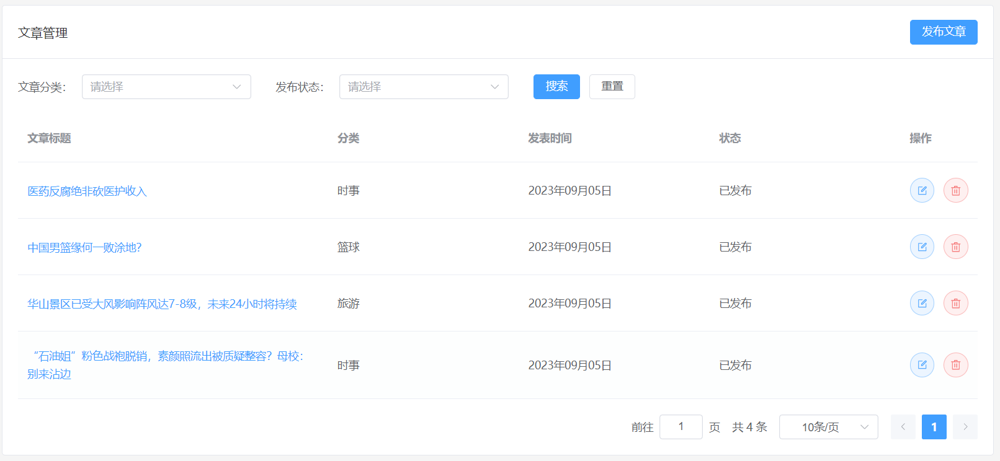 文章管理
发布文章
文章分类：
请选择
发布状态：
请选择
搜索
重置
文章标题
分类
发表时间
状态
操作
医药反腐绝非砍医护收入
时事
2023年09月05日
已发布
中国男篮缘何一败涂地？
篮球
2023年09月05日
已发布
华山景区已受大风影响阵风达7-8级，未来24小时将持续
旅游
2023年09月05日
已发布
“石油姐”粉色战袍脱销，素颜照流出被质疑整容？母校：
别来沾边
时事
2023年09月05日
已发布
前往 1 页 共 4 条 10条/页 1